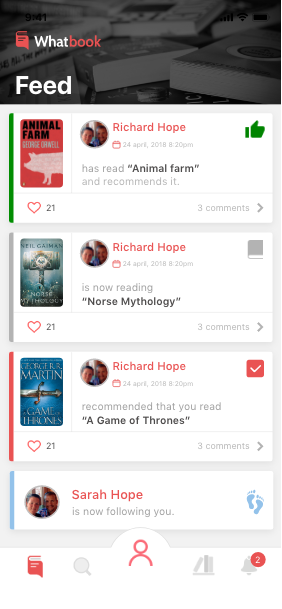 9:41
Whatbook
Feed
ANIMAL
FARM
GEORGE ORWELL
Richard Hope
24 april, 2018 8:20pm
has read “Animal farm”
and recommends it.
21
3 comments
NEIL GAIMAN
NORSE
MYTHOLOGY
Richard Hope
24 april, 2018 8:20pm
is now reading
“Norse Mythology”
21
3 comments
GEORGE R.R.
MARTIN
A GAME OF
THRONES
Richard Hope
24 april, 2018 8:20pm
recommended that you read
“A Game of Thrones”
21
3 comments
Sarah Hope
is now following you.
2